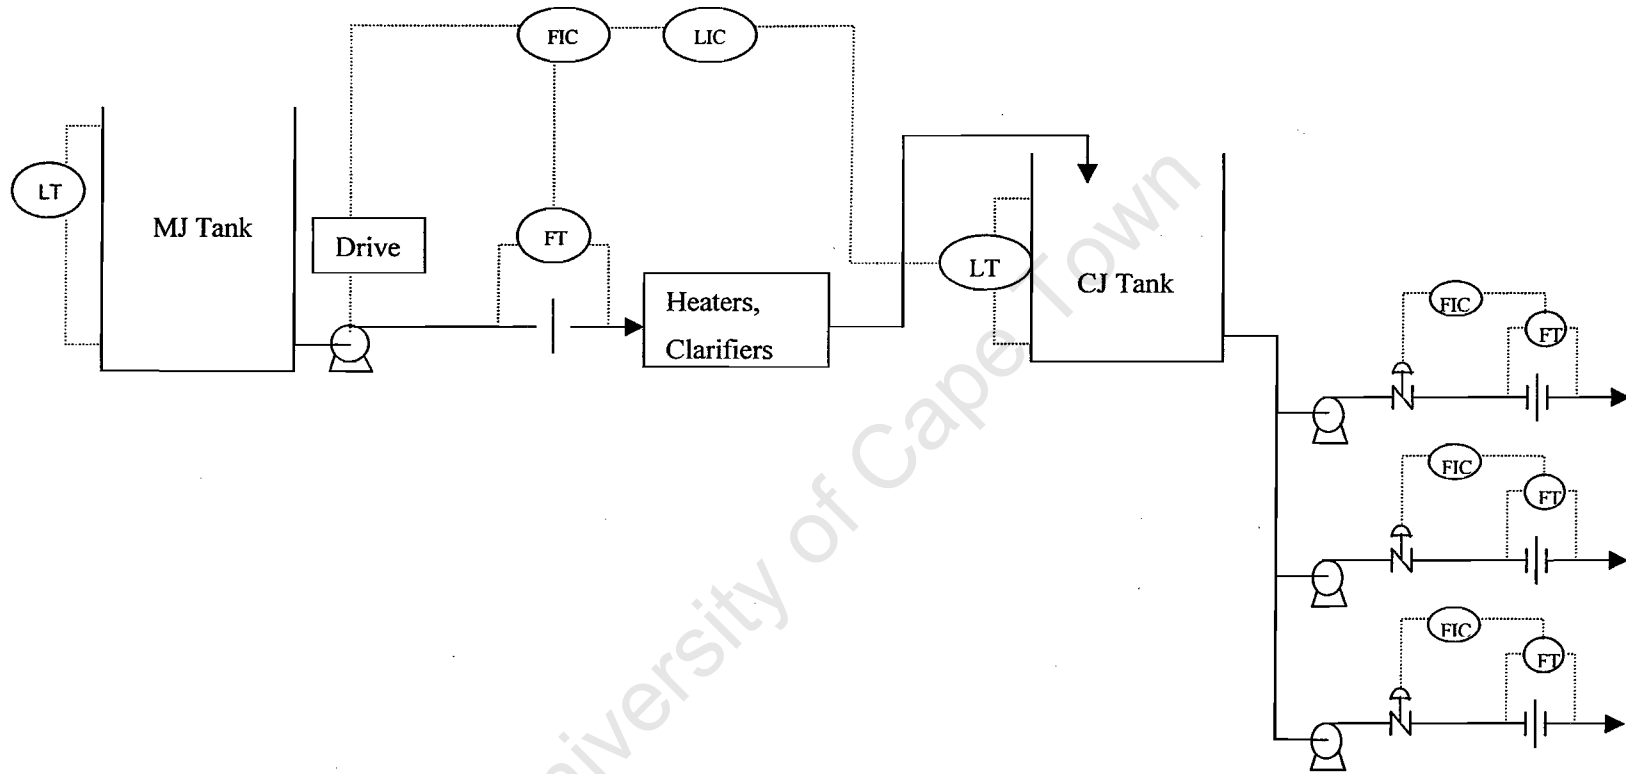 FIC
LIC
LT
MJ Tank
Drive
FT
Heaters,
Clarifiers
LT
CJ Tank
FIC
FT
FIC
FT
FIC
FT
niversity of Cape Town